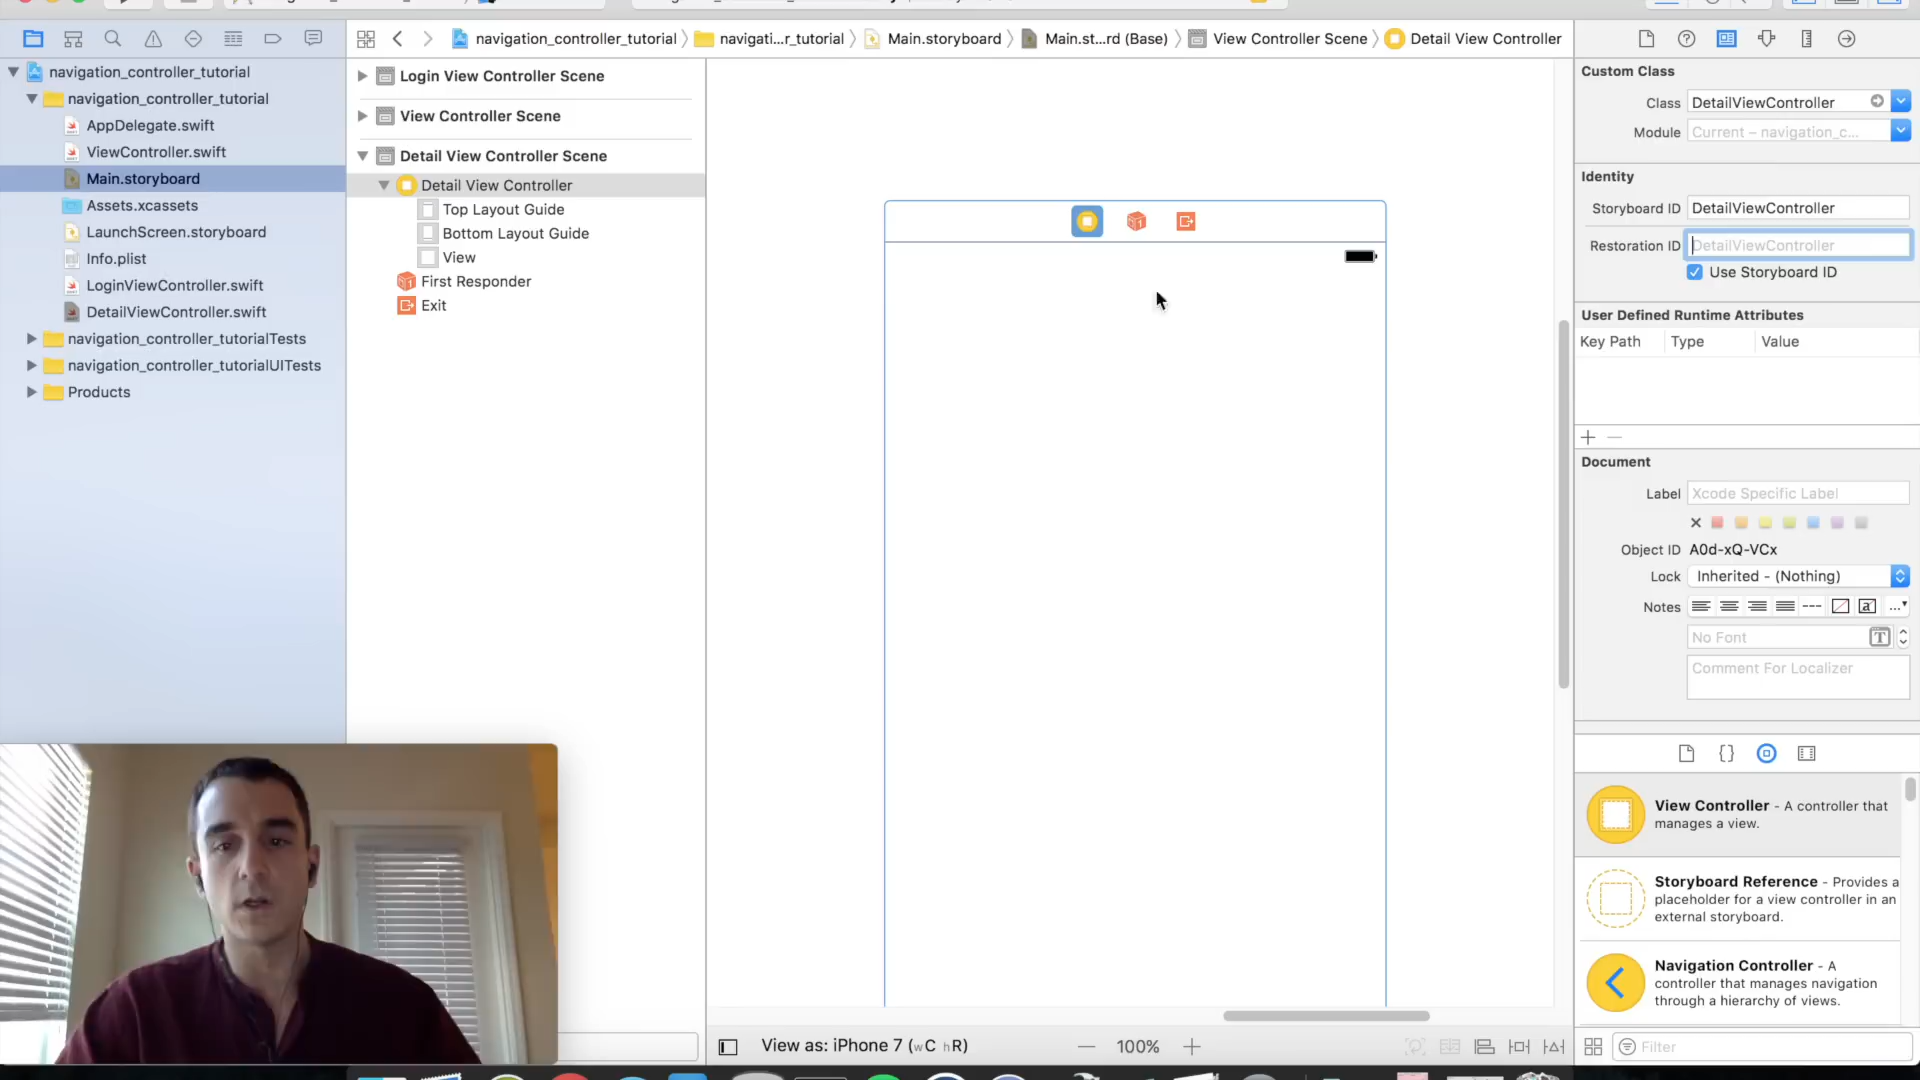 navigation_controller_tutorial
navigati...r_tutorial
Main.storyboard
Main.st...rd (Base)
View Controller Scene
Detail View Controller
navigation_controller_tutorial
navigation_controller_tutorial
AppDelegate.swift
ViewController.swift
Main.storyboard
Assets.xcassets
LaunchScreen.storyboard
Info.plist
LoginViewController.swift
DetailViewController.swift
navigation_controller_tutorialTests
navigation_controller_tutorialUITests
Products
Login View Controller Scene
View Controller Scene
Detail View Controller Scene
Detail View Controller
Top Layout Guide
Bottom Layout Guide
View
First Responder
Exit
View as: iPhone 7 (wC hR)
100%
Custom Class
Class DetailViewController
Module Current – navigation_c...
Identity
Storyboard ID DetailViewController
Restoration ID DetailViewController
Use Storyboard ID
User Defined Runtime Attributes
Key Path Type Value
Document
Label Xcode Specific Label
Object ID A0d-xQ-VCx
Lock Inherited - (Nothing)
Notes
No Font
Comment For Localizer
View Controller - A controller that
manages a view.
Storyboard Reference - Provides a
placeholder for a view controller in an
external storyboard.
Navigation Controller - A
controller that manages navigation
through a hierarchy of views.
Filter